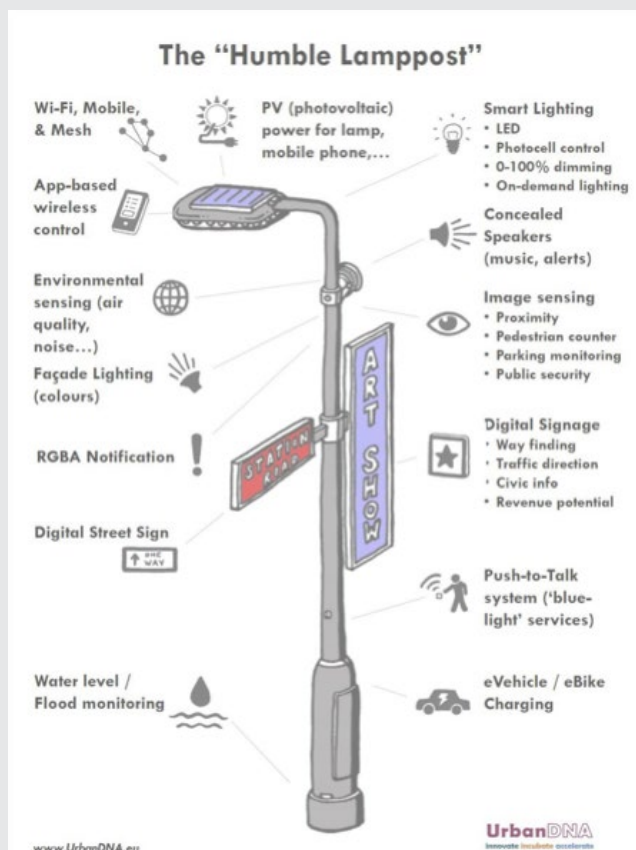 The “Humble Lamppost”
Wi-Fi, Mobile,
& Mesh
PV (photovoltaic)
power for lamp,
mobile phone,...
Smart Lighting
• LED
• Photocell control
• 0-100% dimming
• On-demand lighting
App-based
wireless
control
Concealed
Speakers
(music, alerts)
Environmental
sensing (air
quality,
noise...)
Image sensing
• Proximity
• Pedestrian counter
• Parking monitoring
• Public security
Façade Lighting
(colours)
ART SHOW
RGBA Notification
STATION
ROAD
Digital Signage
• Way finding
• Traffic direction
• Civic info
• Revenue potential
Digital Street Sign
ONE
WAY
Push-to-Talk
system (‘blue-
light’ services)
Water level /
Flood monitoring
eVehicle / eBike
Charging
UrbanDNA
innovate incubate accelerate
www.UrbanDNA.eu